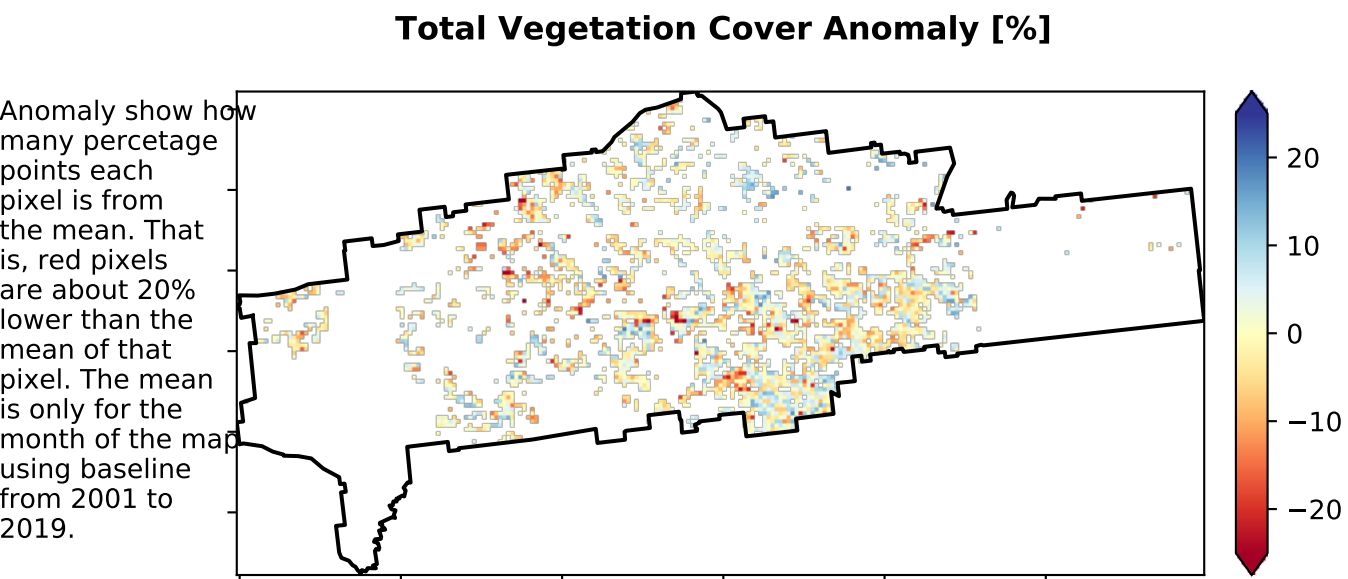 Total Vegetation Cover Anomaly [%]
Anomaly show how
many percetage
points each
pixel is from
the mean. That
is, red pixels
are about 20%
lower than the
mean of that
pixel. The mean
is only for the
month of the map
using baseline
from 2001 to
2019.
20
10
0
−10
−20